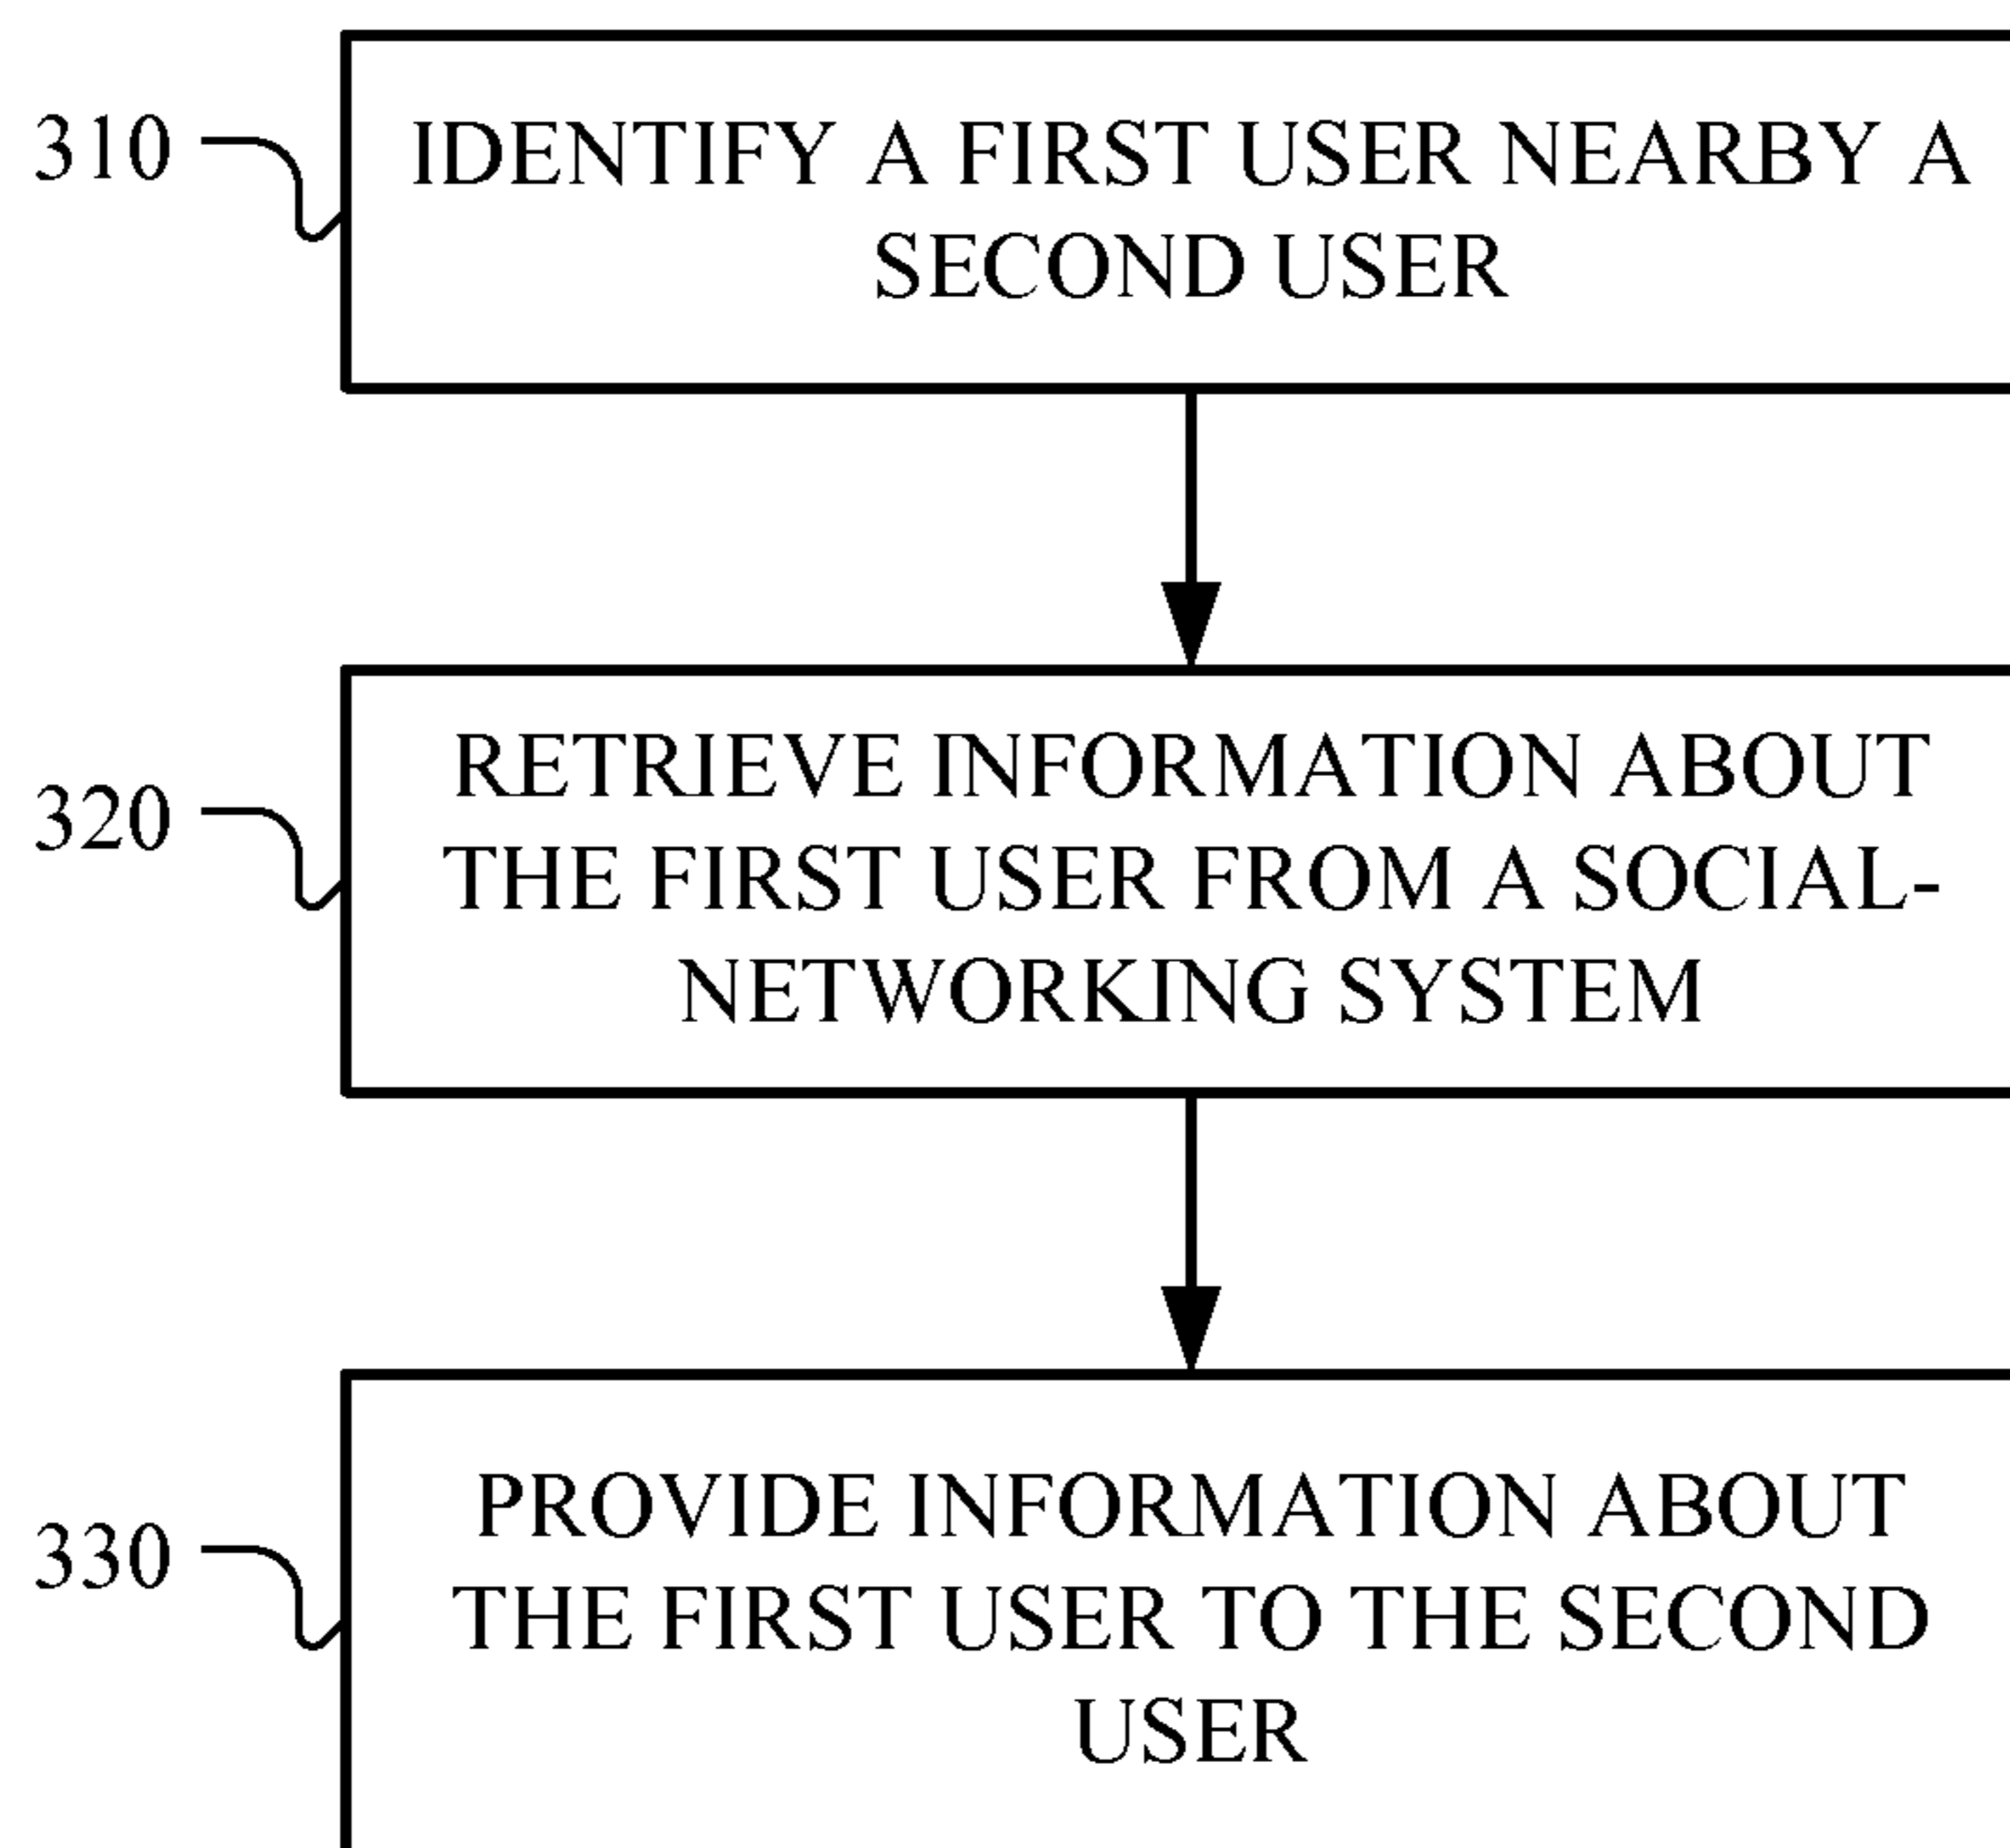 310
IDENTIFY A FIRST USER NEARBY A
SECOND USER
320
RETRIEVE INFORMATION ABOUT
THE FIRST USER FROM A SOCIAL-
NETWORKING SYSTEM
330
PROVIDE INFORMATION ABOUT
THE FIRST USER TO THE SECOND
USER